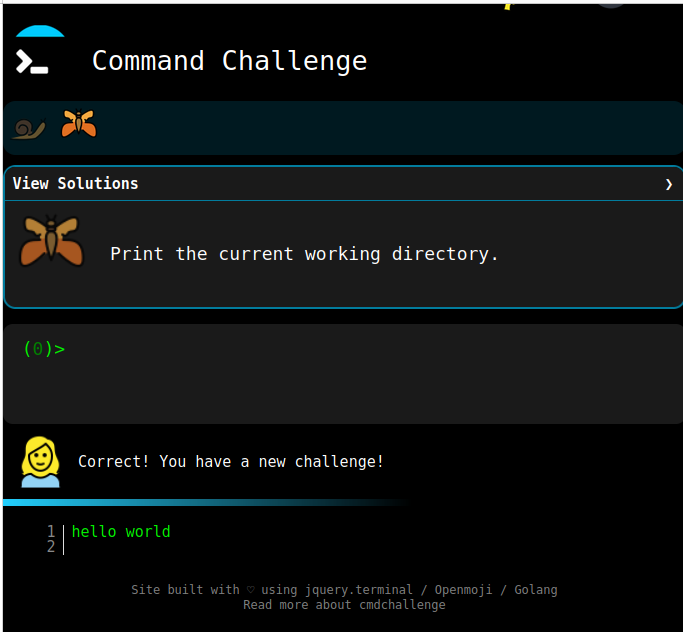 Command Challenge
View Solutions ❯
Print the current working directory.
(0)>
Correct! You have a new challenge!
1 hello world
2
Site built with ♡ using jquery.terminal / Openmoji / Golang
Read more about cmdchallenge